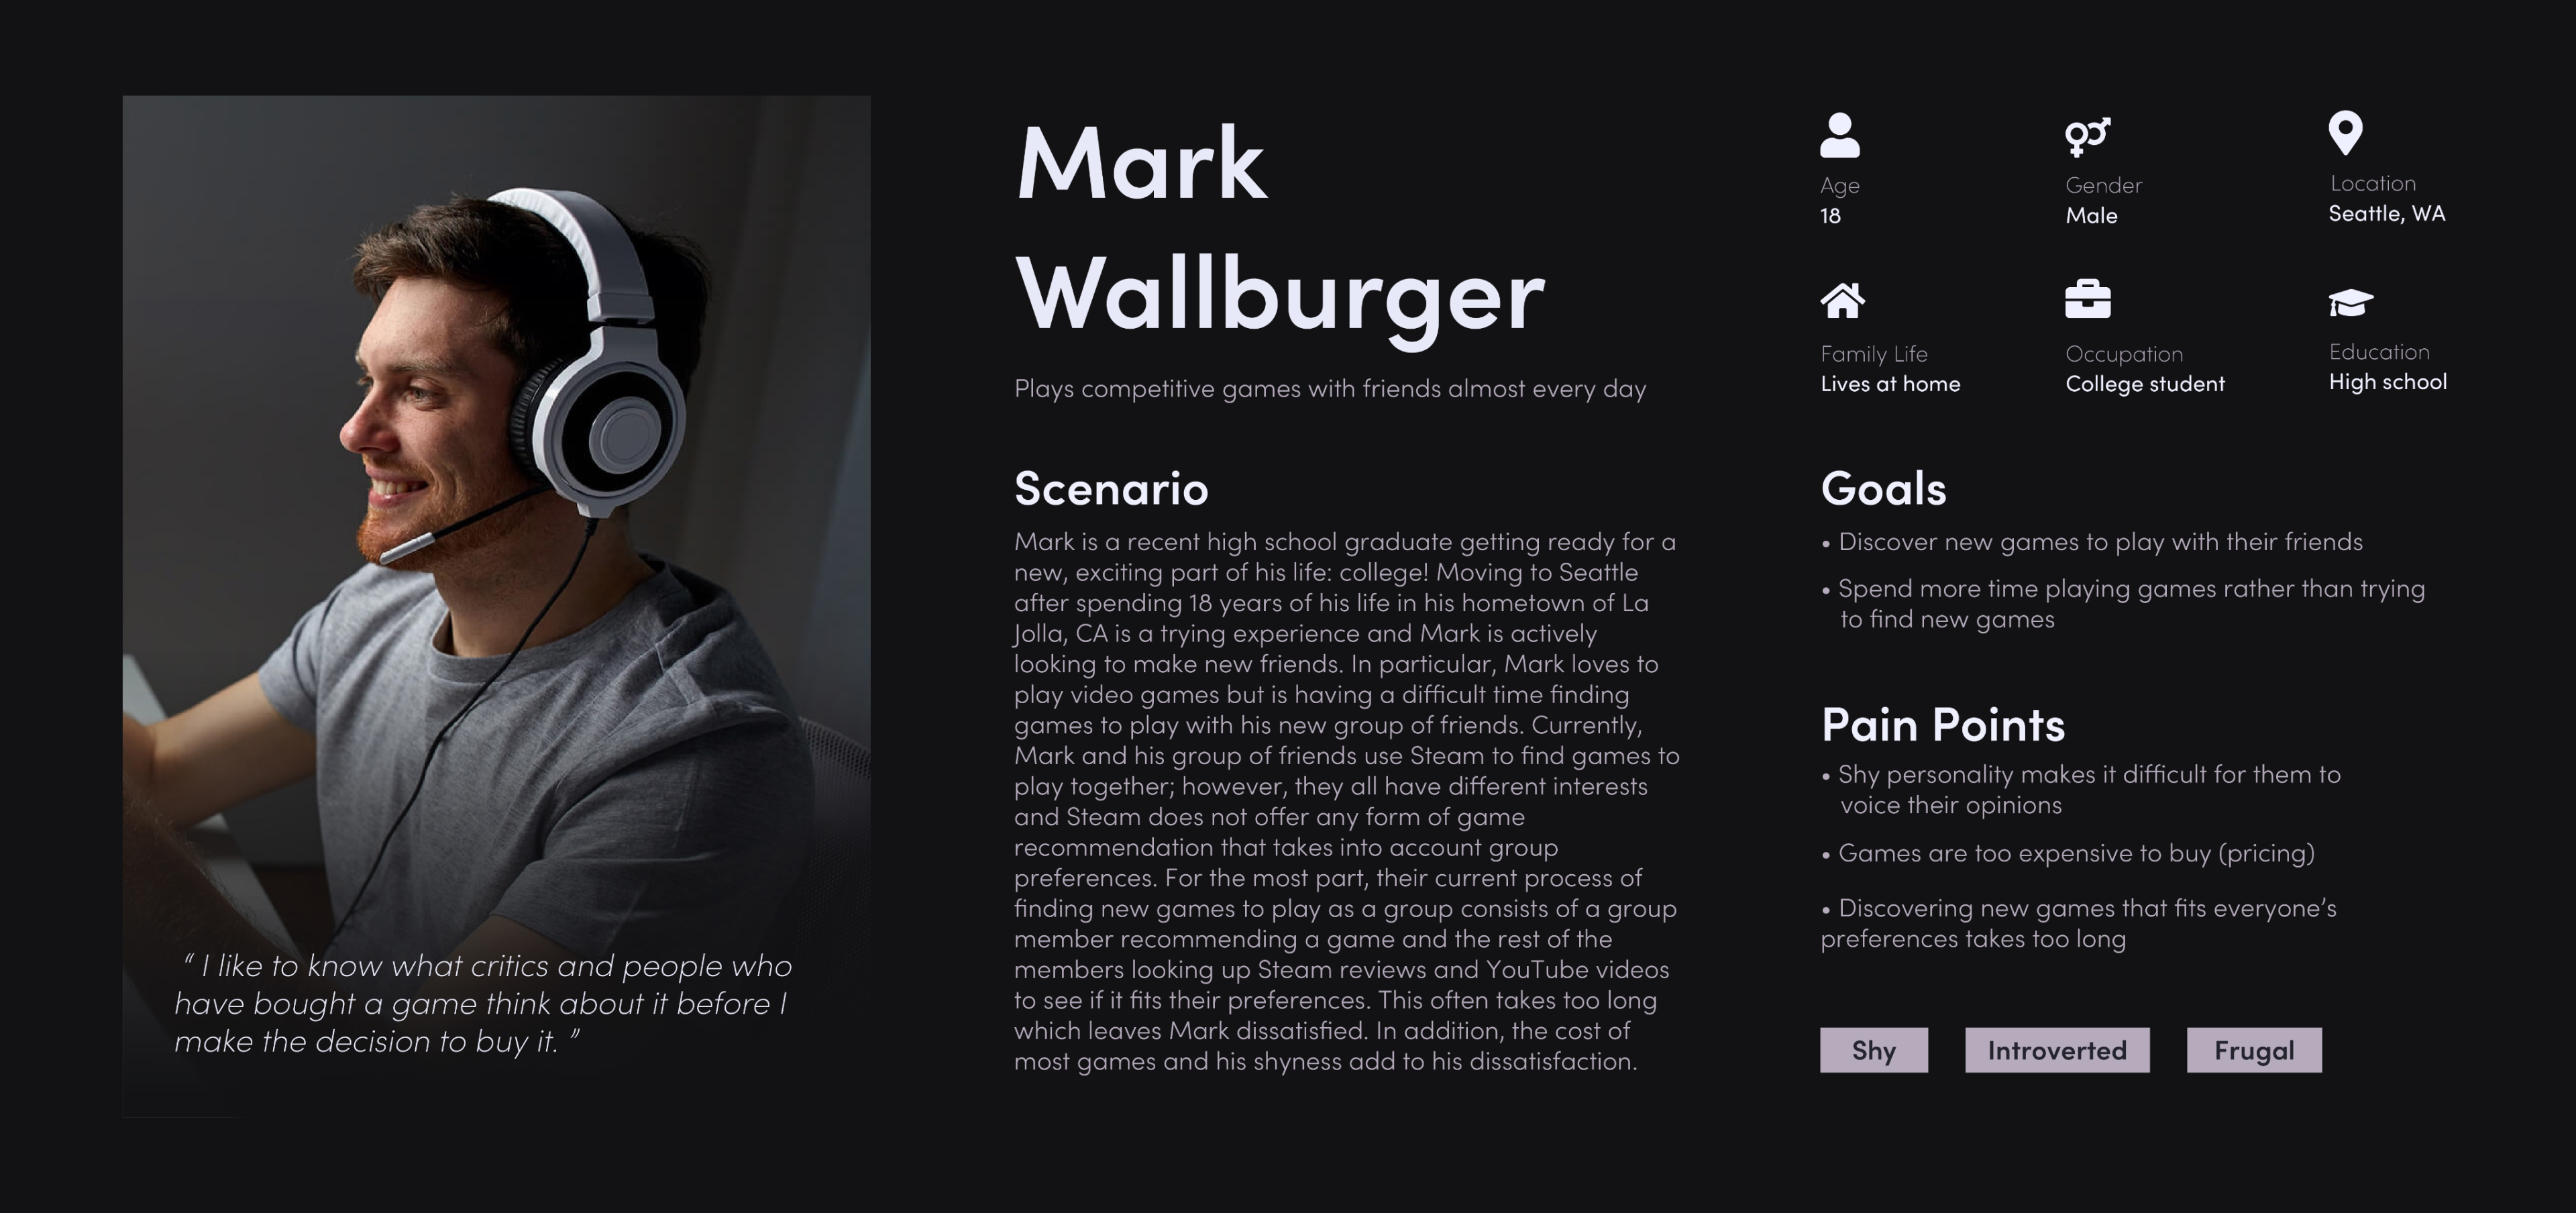 Mark
Wallburger
Plays competitive games with friends almost every day
Scenario
Mark is a recent high school graduate getting ready for a
new, exciting part of his life: college! Moving to Seattle
after spending 18 years of his life in his hometown of La
Jolla, CA is a trying experience and Mark is actively
looking to make new friends. In particular, Mark loves to
play video games but is having a difficult time finding
games to play with his new group of friends. Currently,
Mark and his group of friends use Steam to find games to
play together; however, they all have different interests
and Steam does not offer any form of game
recommendation that takes into account group
preferences. For the most part, their current process of
finding new games to play as a group consists of a group
member recommending a game and the rest of the
members looking up Steam reviews and YouTube videos
to see if it fits their preferences. This often takes too long
which leaves Mark dissatisfied. In addition, the cost of
most games and his shyness add to his dissatisfaction.
“ I like to know what critics and people who
have bought a game think about it before I
make the decision to buy it. ”
Age
18
Gender
Male
Location
Seattle, WA
Family Life
Lives at home
Occupation
College student
Education
High school
Goals
• Discover new games to play with their friends
• Spend more time playing games rather than trying
to find new games
Pain Points
• Shy personality makes it difficult for them to
voice their opinions
• Games are too expensive to buy (pricing)
• Discovering new games that fits everyone’s
preferences takes too long
Shy
Introverted
Frugal